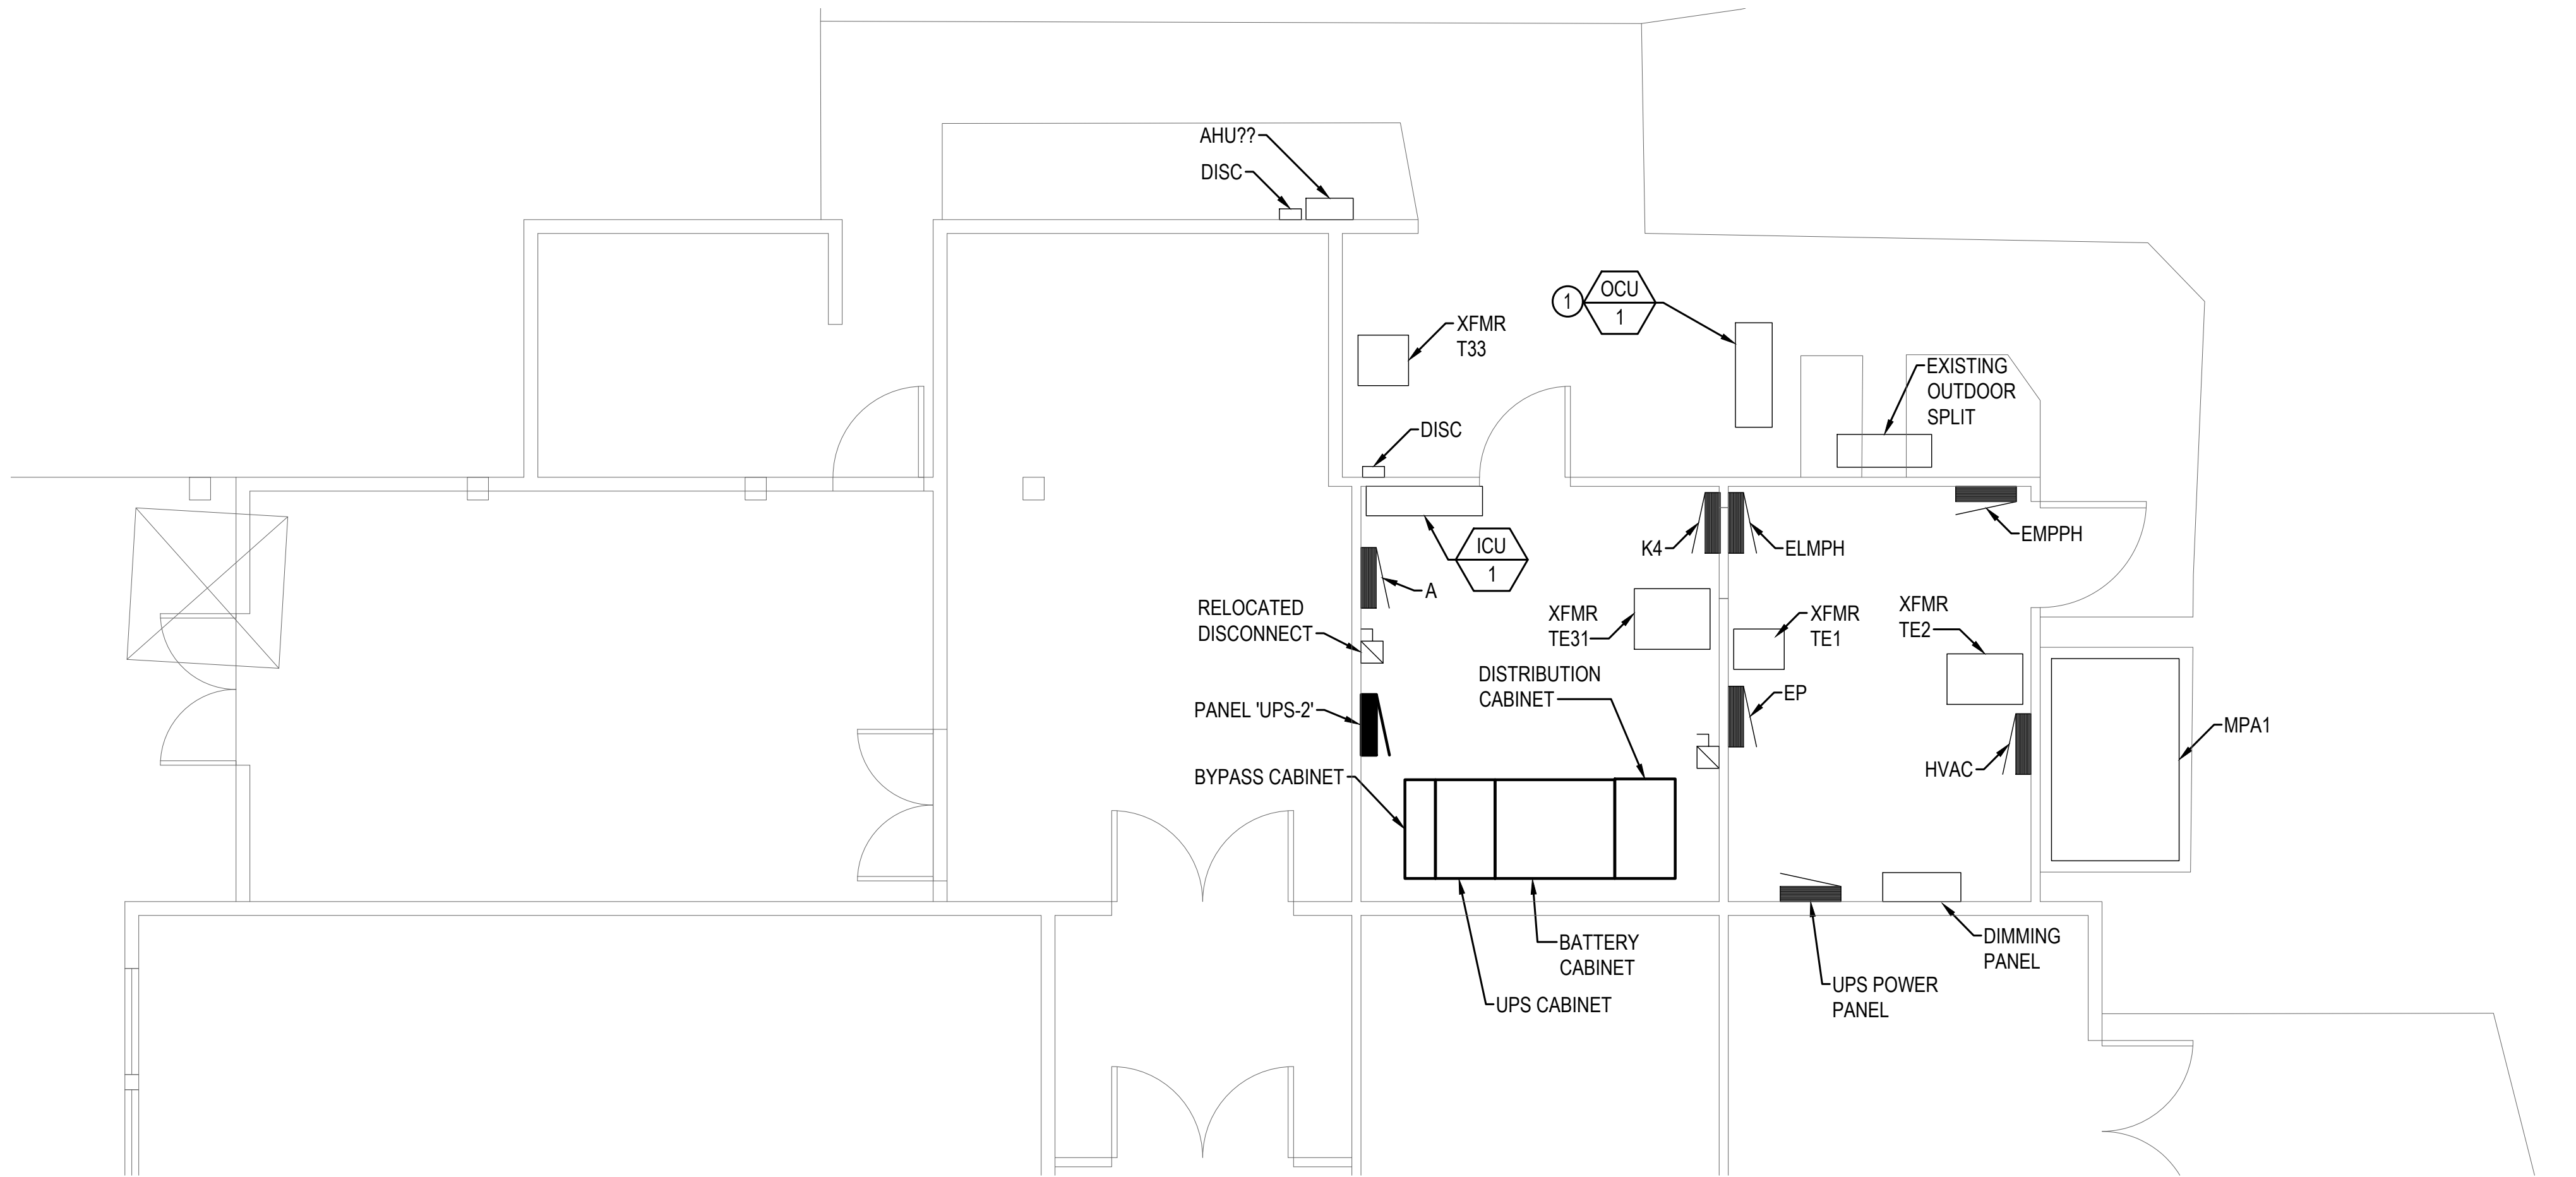 AHU??
DISC
OCU
1
1
XFMR
T33
EXISTING
OUTDOOR
SPLIT
DISC
K4
ICU
1
ELMPH
EMPPH
A
RELOCATED
DISCONNECT
XFMR
TE31
XFMR
TE1
XFMR
TE2
DISTRIBUTION
CABINET
EP
PANEL 'UPS-2'
MPA1
BYPASS CABINET
HVAC
BATTERY
CABINET
DIMMING
PANEL
UPS CABINET
UPS POWER
PANEL